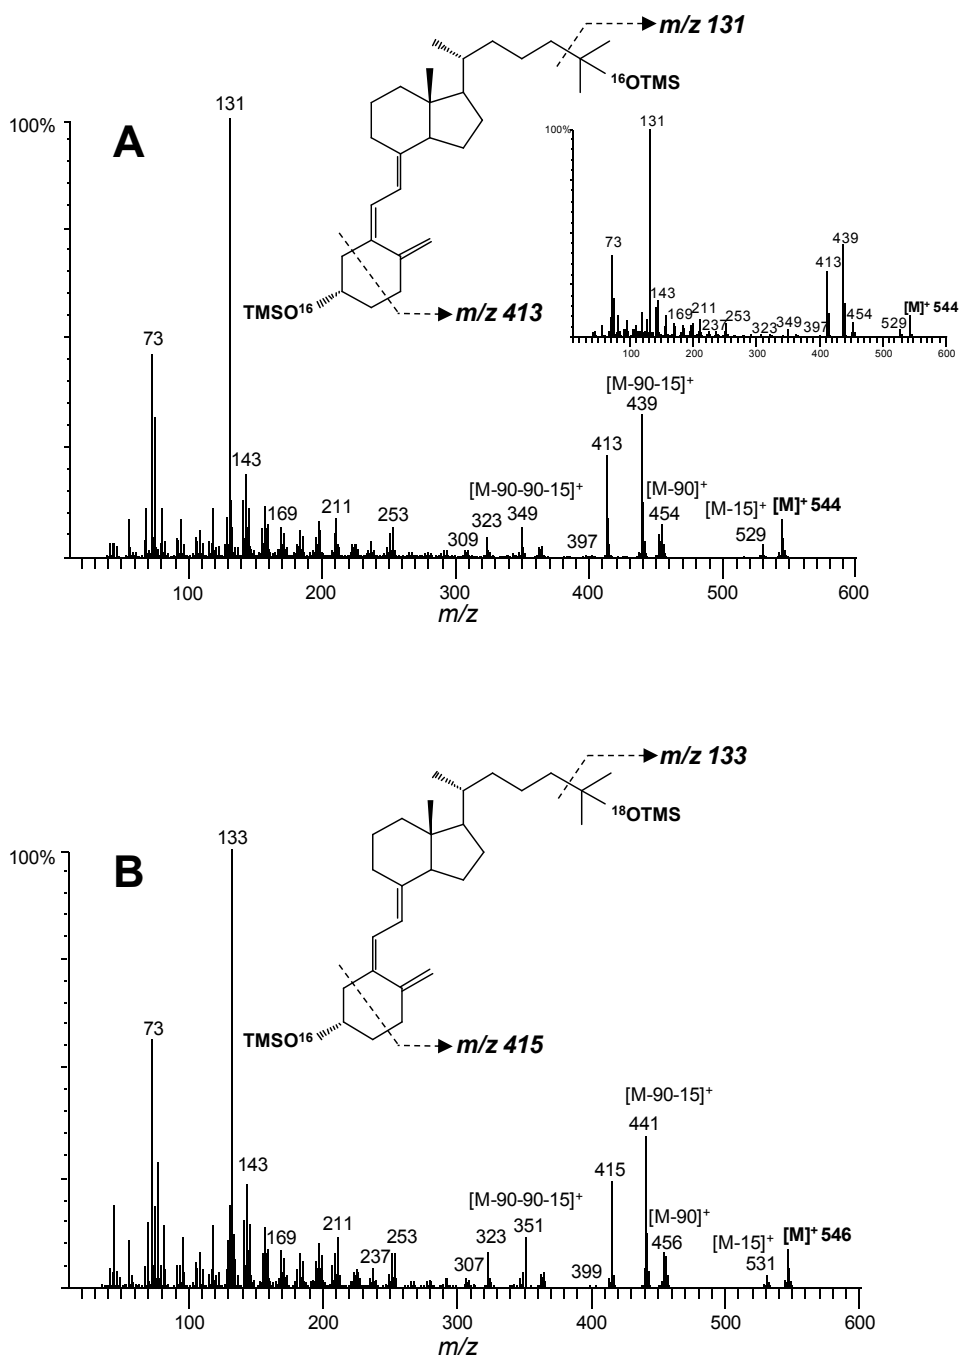 m/z 131
¹⁶OTMS
131
100%
A
100%
131
73
143
169
211
237
253
323
349
397
413
439
454
529
[M]⁺ 544
100 200 300 400 500 600
TMSO¹⁶
m/z 413
73
[M-90-15]⁺
439
413
143
[M-90-90-15]⁺
[M-90]⁺
[M-15]⁺
[M]⁺ 544
169
211
253
309
323
349
397
454
529
100 200 300 400 500 600
m/z
m/z 133
¹⁸OTMS
133
100%
B
TMSO¹⁶
m/z 415
73
[M-90-15]⁺
441
143
415
[M-90-90-15]⁺
[M-90]⁺
[M-15]⁺
[M]⁺ 546
169
211
237
253
307
323
351
399
456
531
100 200 300 400 500 600
m/z